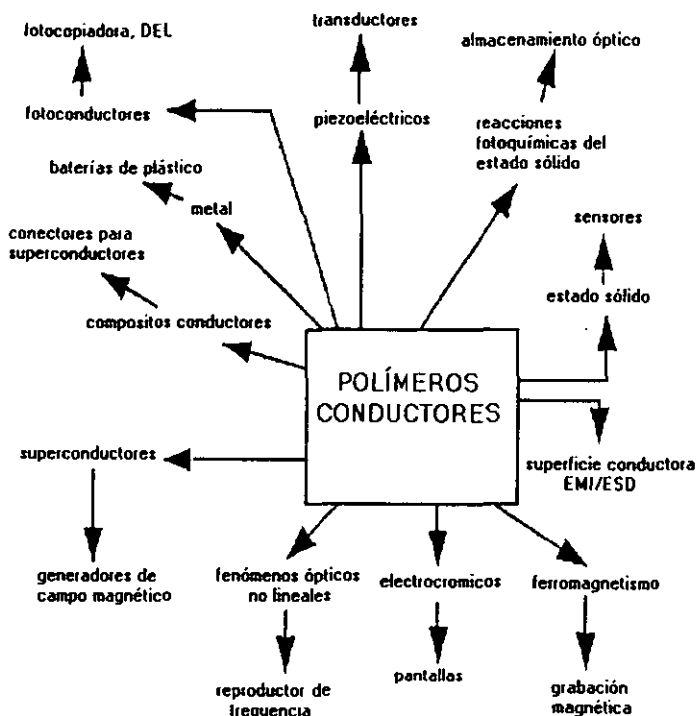 fotocopiadora, DEL
transductores
almacenamiento óptico
fotoconductores
piezoeléctricos
reacciones
fotoquímicas del
estado sólido
baterías de plástico
metal
sensores
conectores para
superconductores
estado sólido
compositos conductores
POLÍMEROS
CONDUCTORES
superconductores
superficie conductora
EMI/ESD
generadores de
campo magnético
fenómenos ópticos
no lineales
electrocromicos
ferromagnetismo
reproductor de
frequencia
pantallas
grabación
magnética